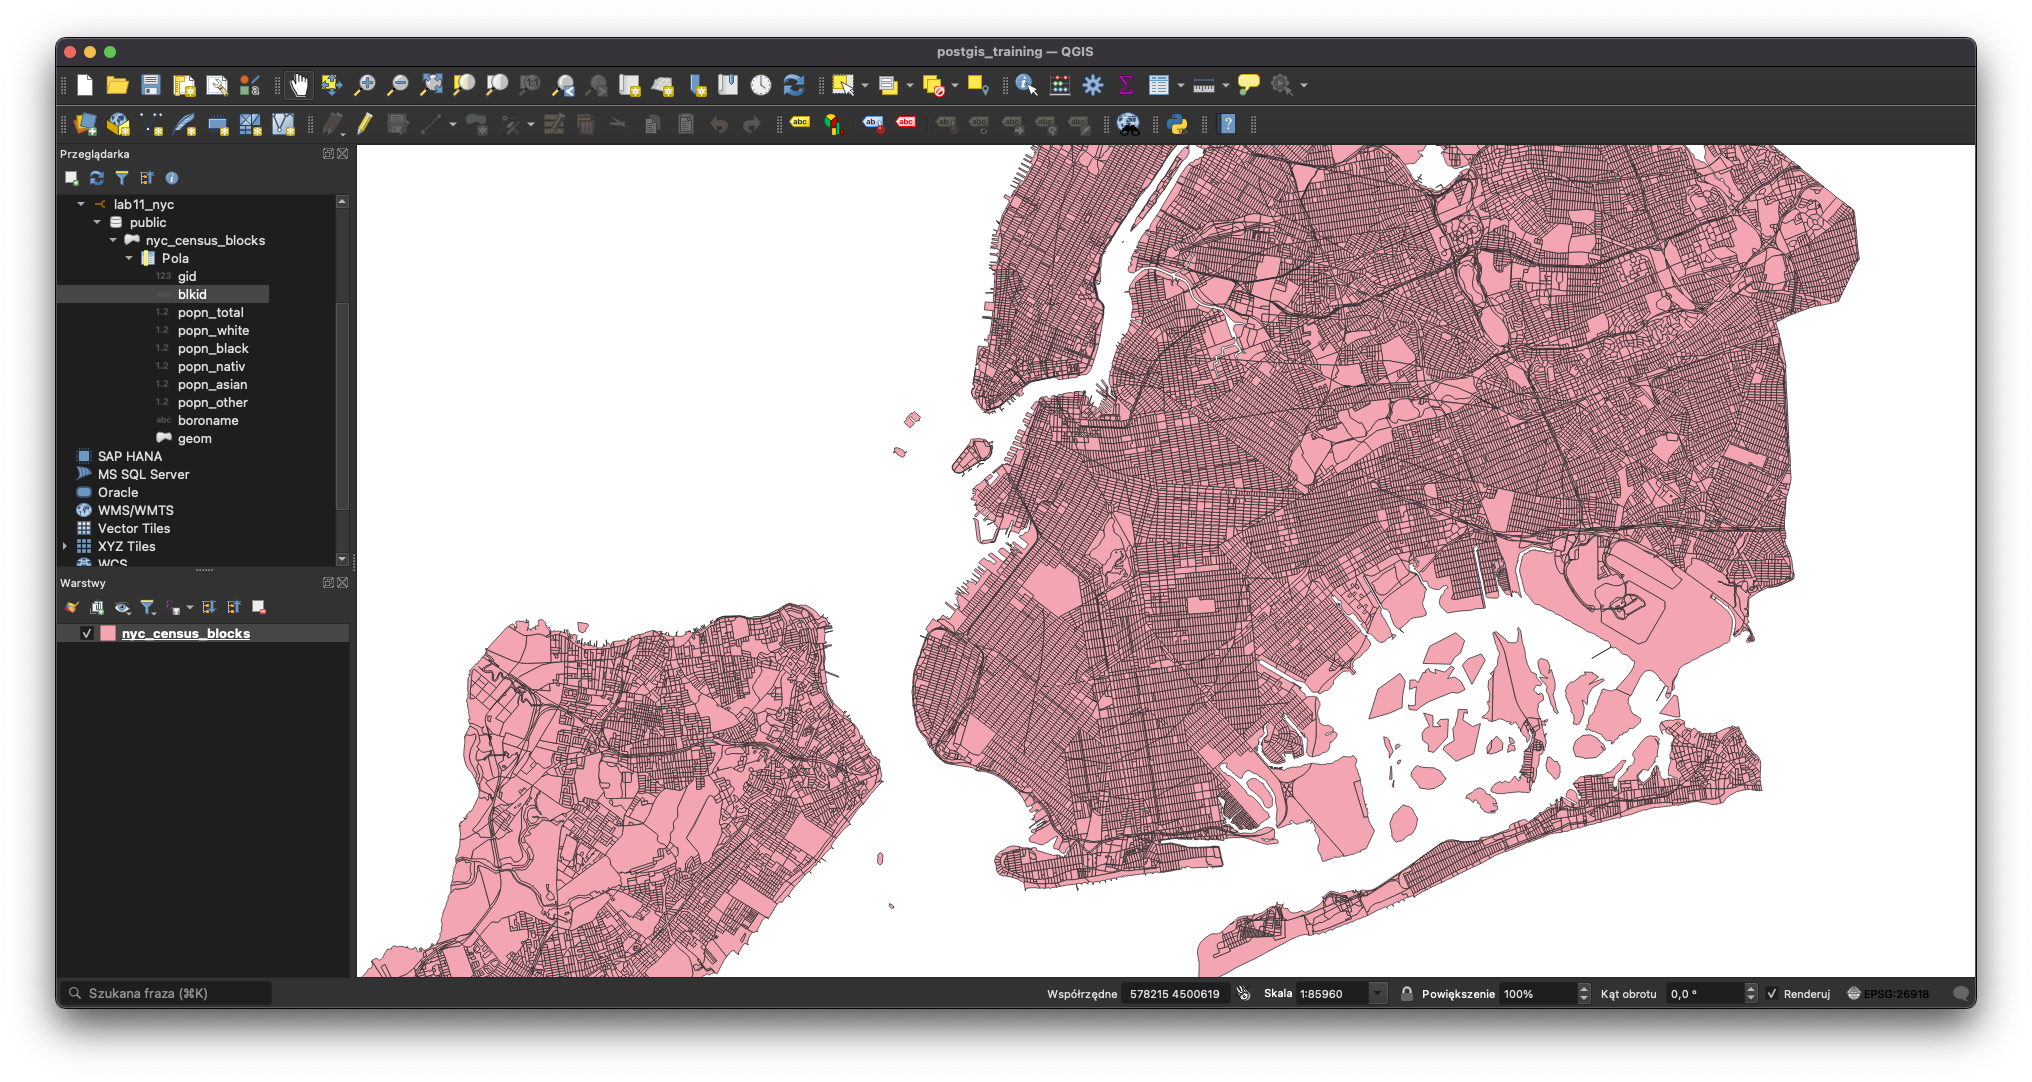 postgis_training — QGIS
Przeglądarka
lab11_nyc
public
nyc_census_blocks
Pola
123 gid
abc blkid
1.2 popn_total
1.2 popn_white
1.2 popn_black
1.2 popn_nativ
1.2 popn_asian
1.2 popn_other
abc boroname
geom
SAP HANA
MS SQL Server
Oracle
WMS/WMTS
Vector Tiles
XYZ Tiles
WCS
Warstwy
nyc_census_blocks
Szukana fraza (⌘K)
Współrzędne 578215 4500619 Skala 1:85960 Powiększenie 100% Kąt obrotu 0,0 ° Renderuj EPSG:26918